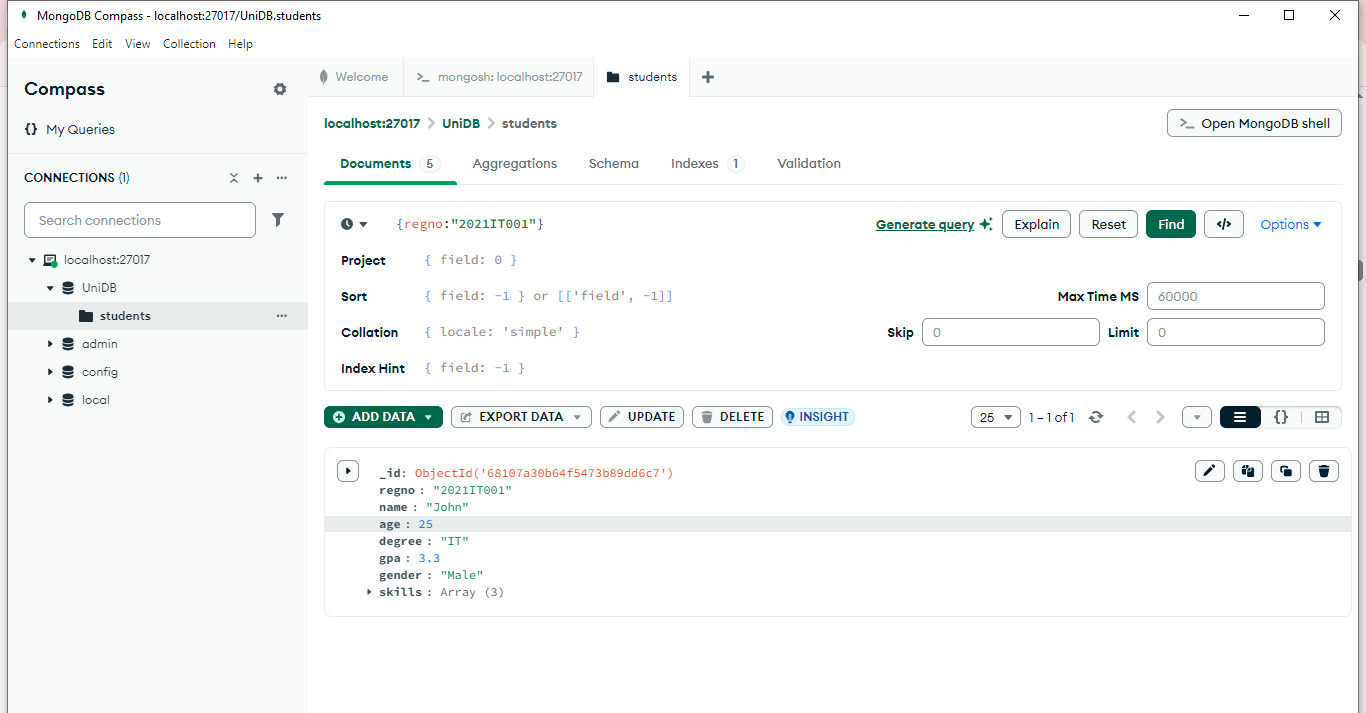 MongoDB Compass - localhost:27017/UniDB.students
Connections Edit View Collection Help
Compass
My Queries
CONNECTIONS (1)
Search connections
localhost:27017
UniDB
students
admin
config
local
Welcome
>_ mongosh: localhost:27017
students
localhost:27017 > UniDB > students
>_ Open MongoDB shell
Documents 5 Aggregations Schema Indexes 1 Validation
{regno:"2021IT001"}
Generate query Explain Reset Find </> Options
Project { field: 0 }
Sort { field: -1 } or [['field', -1]]
Max Time MS 60000
Collation { locale: 'simple' }
Skip 0 Limit 0
Index Hint { field: -1 }
ADD DATA EXPORT DATA UPDATE DELETE INSIGHT
25 1 – 1 of 1 {}
_id: ObjectId('68107a30b64f5473b89dd6c7')
regno : "2021IT001"
name : "John"
age : 25
degree : "IT"
gpa : 3.3
gender : "Male"
skills : Array (3)